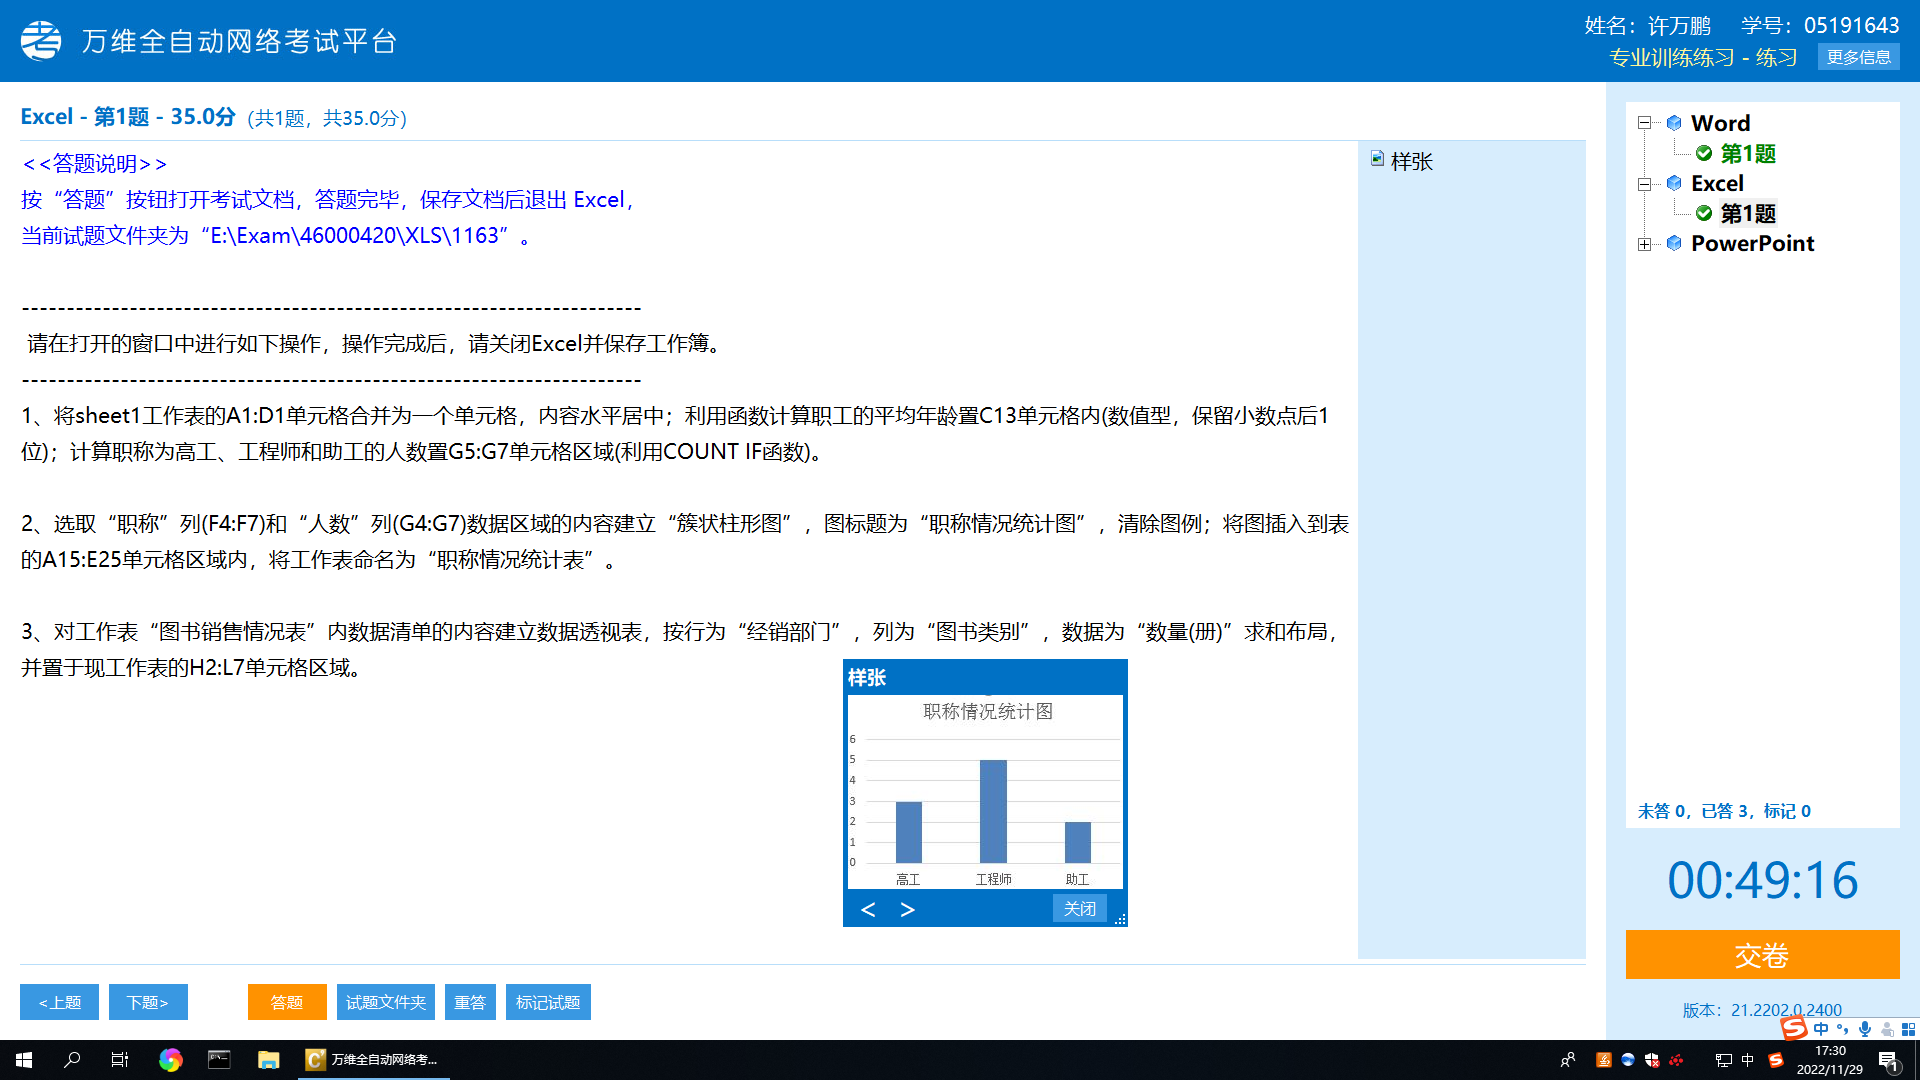 老 万维全自动网络考试平台
姓名：许万鹏 学号：05191643
专业训练练习 - 练习 更多信息
Excel - 第1题 - 35.0分 (共1题，共35.0分)
<<答题说明>>
按“答题”按钮打开考试文档，答题完毕，保存文档后退出 Excel，
当前试题文件夹为“E:\Exam\46000420\XLS\1163”。
----------------------------------------------------------------------
请在打开的窗口中进行如下操作，操作完成后，请关闭Excel并保存工作簿。
----------------------------------------------------------------------
1、将sheet1工作表的A1:D1单元格合并为一个单元格，内容水平居中；利用函数计算职工的平均年龄置C13单元格内(数值型，保留小数点后1
位)；计算职称为高工、工程师和助工的人数置G5:G7单元格区域(利用COUNT IF函数)。
2、选取“职称”列(F4:F7)和“人数”列(G4:G7)数据区域的内容建立“簇状柱形图”，图标题为“职称情况统计图”，清除图例；将图插入到表
的A15:E25单元格区域内，将工作表命名为“职称情况统计表”。
3、对工作表“图书销售情况表”内数据清单的内容建立数据透视表，按行为“经销部门”，列为“图书类别”，数据为“数量(册)”求和布局，
并置于现工作表的H2:L7单元格区域。
样张
职称情况统计图
6
5
4
3
2
1
0
高工 工程师 助工
< > 关闭
样张
Word
第1题
Excel
第1题
PowerPoint
未答 0，已答 3，标记 0
00:49:16
交卷
版本：21.2202.0.2400
<上题 下题> 答题 试题文件夹 重答 标记试题
中
万维全自动网络考...
中
17:30
2022/11/29
1